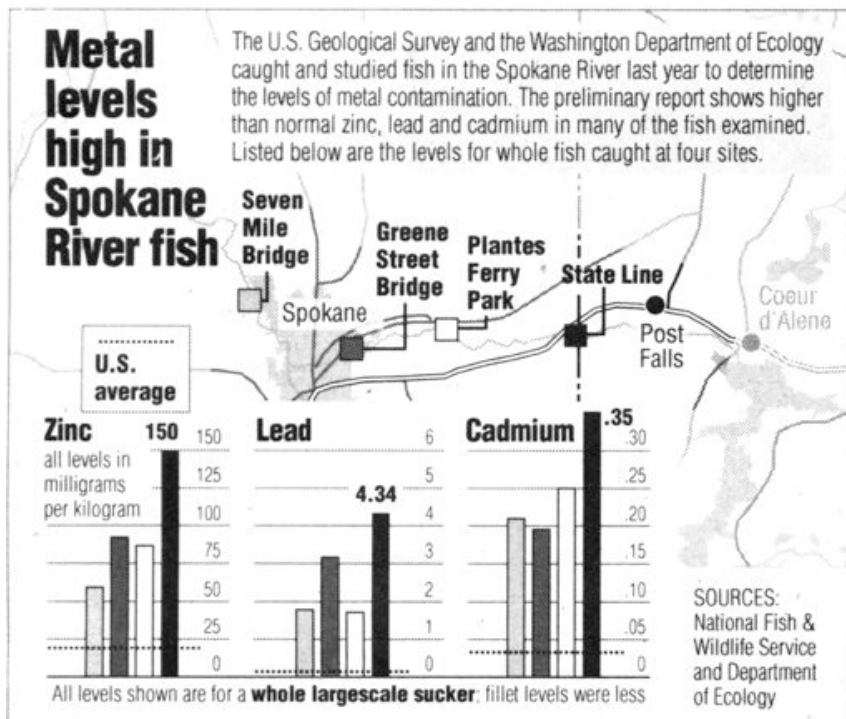 Metal
levels
high in
Spokane
River fish
The U.S. Geological Survey and the Washington Department of Ecology
caught and studied fish in the Spokane River last year to determine
the levels of metal contamination. The preliminary report shows higher
than normal zinc, lead and cadmium in many of the fish examined.
Listed below are the levels for whole fish caught at four sites.
Seven
Mile
Bridge
Greene
Street
Bridge
Plantes
Ferry
Park
State Line
Spokane
Post
Falls
Coeur
d'Alene
U.S.
average
Zinc
all levels in
milligrams
per kilogram
150
150
125
100
75
50
25
0
Lead
4.34
6
5
4
3
2
1
0
Cadmium
.35
.30
.25
.20
.15
.10
.05
0
SOURCES:
National Fish &
Wildlife Service
and Department
of Ecology
All levels shown are for a whole largescale sucker; fillet levels were less